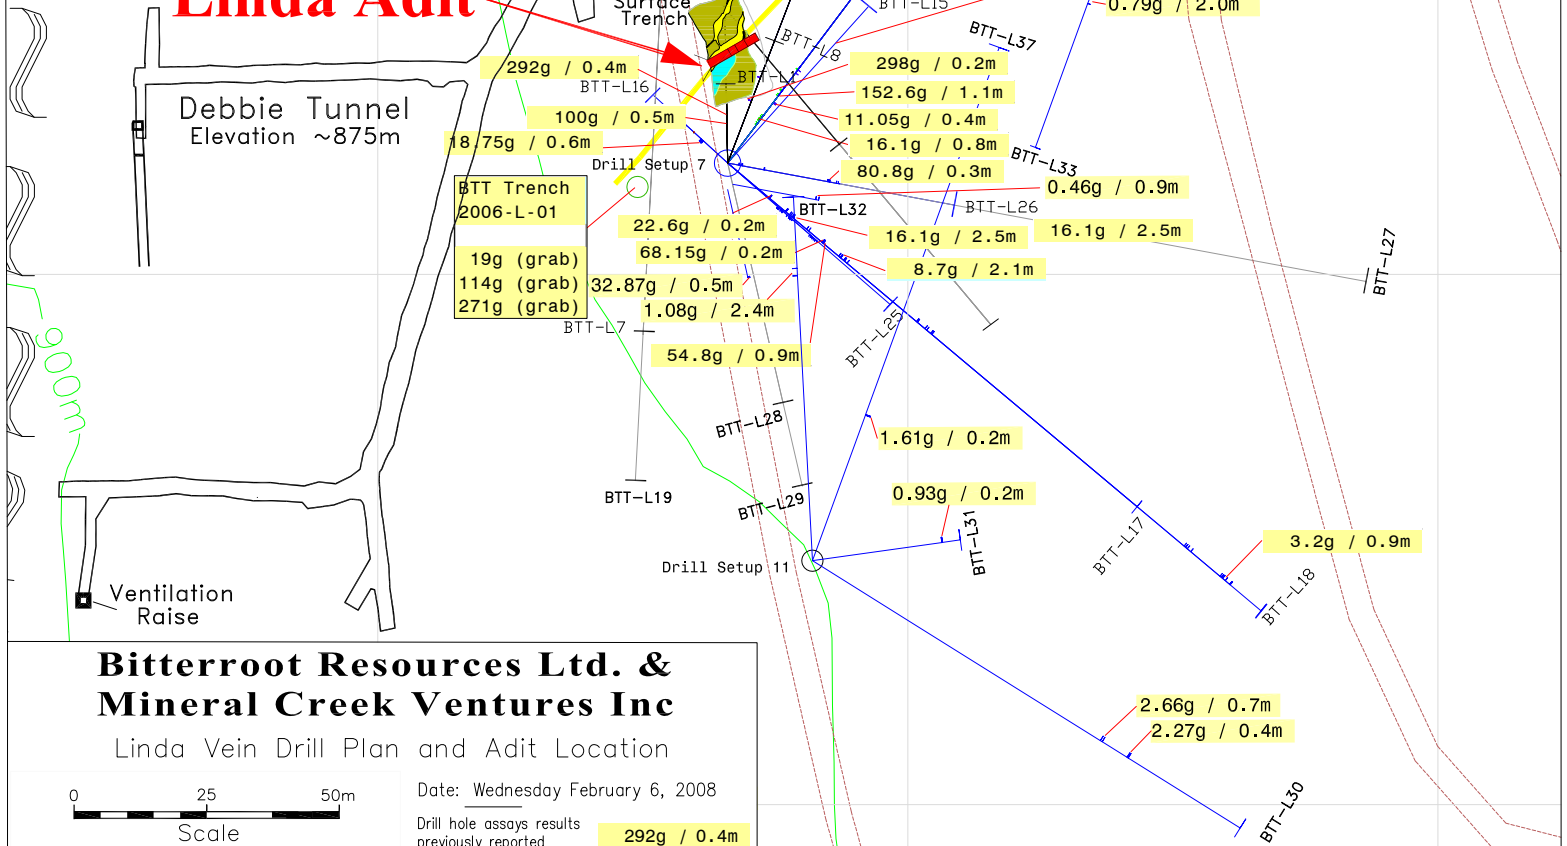 Linda Adit
Surface
Trench
BTT-L15
0.79g / 2.0m
BTT-L37
BTT-L8
292g / 0.4m
298g / 0.2m
BTT-L1
BTT-L16
152.6g / 1.1m
Debbie Tunnel
Elevation ~875m
100g / 0.5m
11.05g / 0.4m
18.75g / 0.6m
16.1g / 0.8m
BTT-L33
Drill Setup 7
80.8g / 0.3m
0.46g / 0.9m
BTT Trench
2006-L-01
19g (grab)
114g (grab)
271g (grab)
BTT-L32
BTT-L26
22.6g / 0.2m
16.1g / 2.5m
16.1g / 2.5m
68.15g / 0.2m
8.7g / 2.1m
BTT-L27
32.87g / 0.5m
1.08g / 2.4m
BTT-L7
BTT-L25
54.8g / 0.9m
900m
BTT-L28
1.61g / 0.2m
BTT-L19
BTT-L29
0.93g / 0.2m
BTT-L31
BTT-L17
3.2g / 0.9m
Drill Setup 11
BTT-L18
Ventilation
Raise
Bitterroot Resources Ltd. &
Mineral Creek Ventures Inc
Linda Vein Drill Plan and Adit Location
2.66g / 0.7m
2.27g / 0.4m
BTT-L30
0 25 50m
Scale
Date: Wednesday February 6, 2008
Drill hole assays results
previously reported
292g / 0.4m